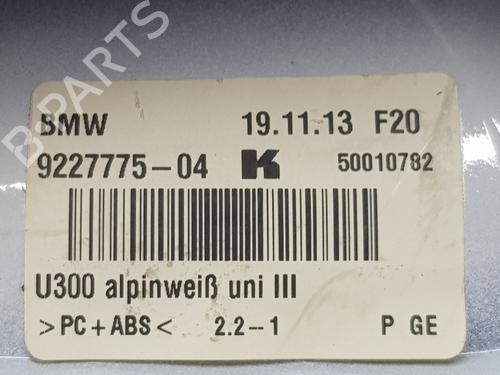 BMW 19.11.13 F20
9227775-04 K 50010782
U300 alpinweiß uni III
>PC+ABS< 2.2-1 P GE
B-PARTS